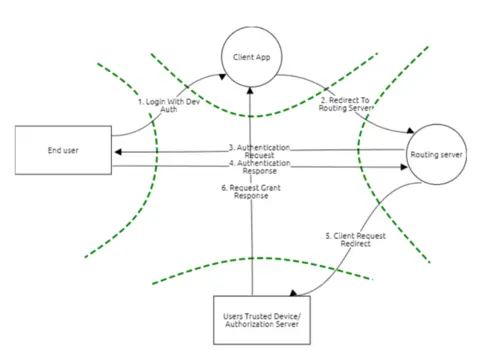 Client App
1. Login With Dev
Auth
2. Redirect To
Routing Server
End user
3. Authentication
Request
4. Authentication
Response
Routing server
6. Request Grant
Response
5. Client Request
Redirect
Users Trusted Device/
Authorization Server